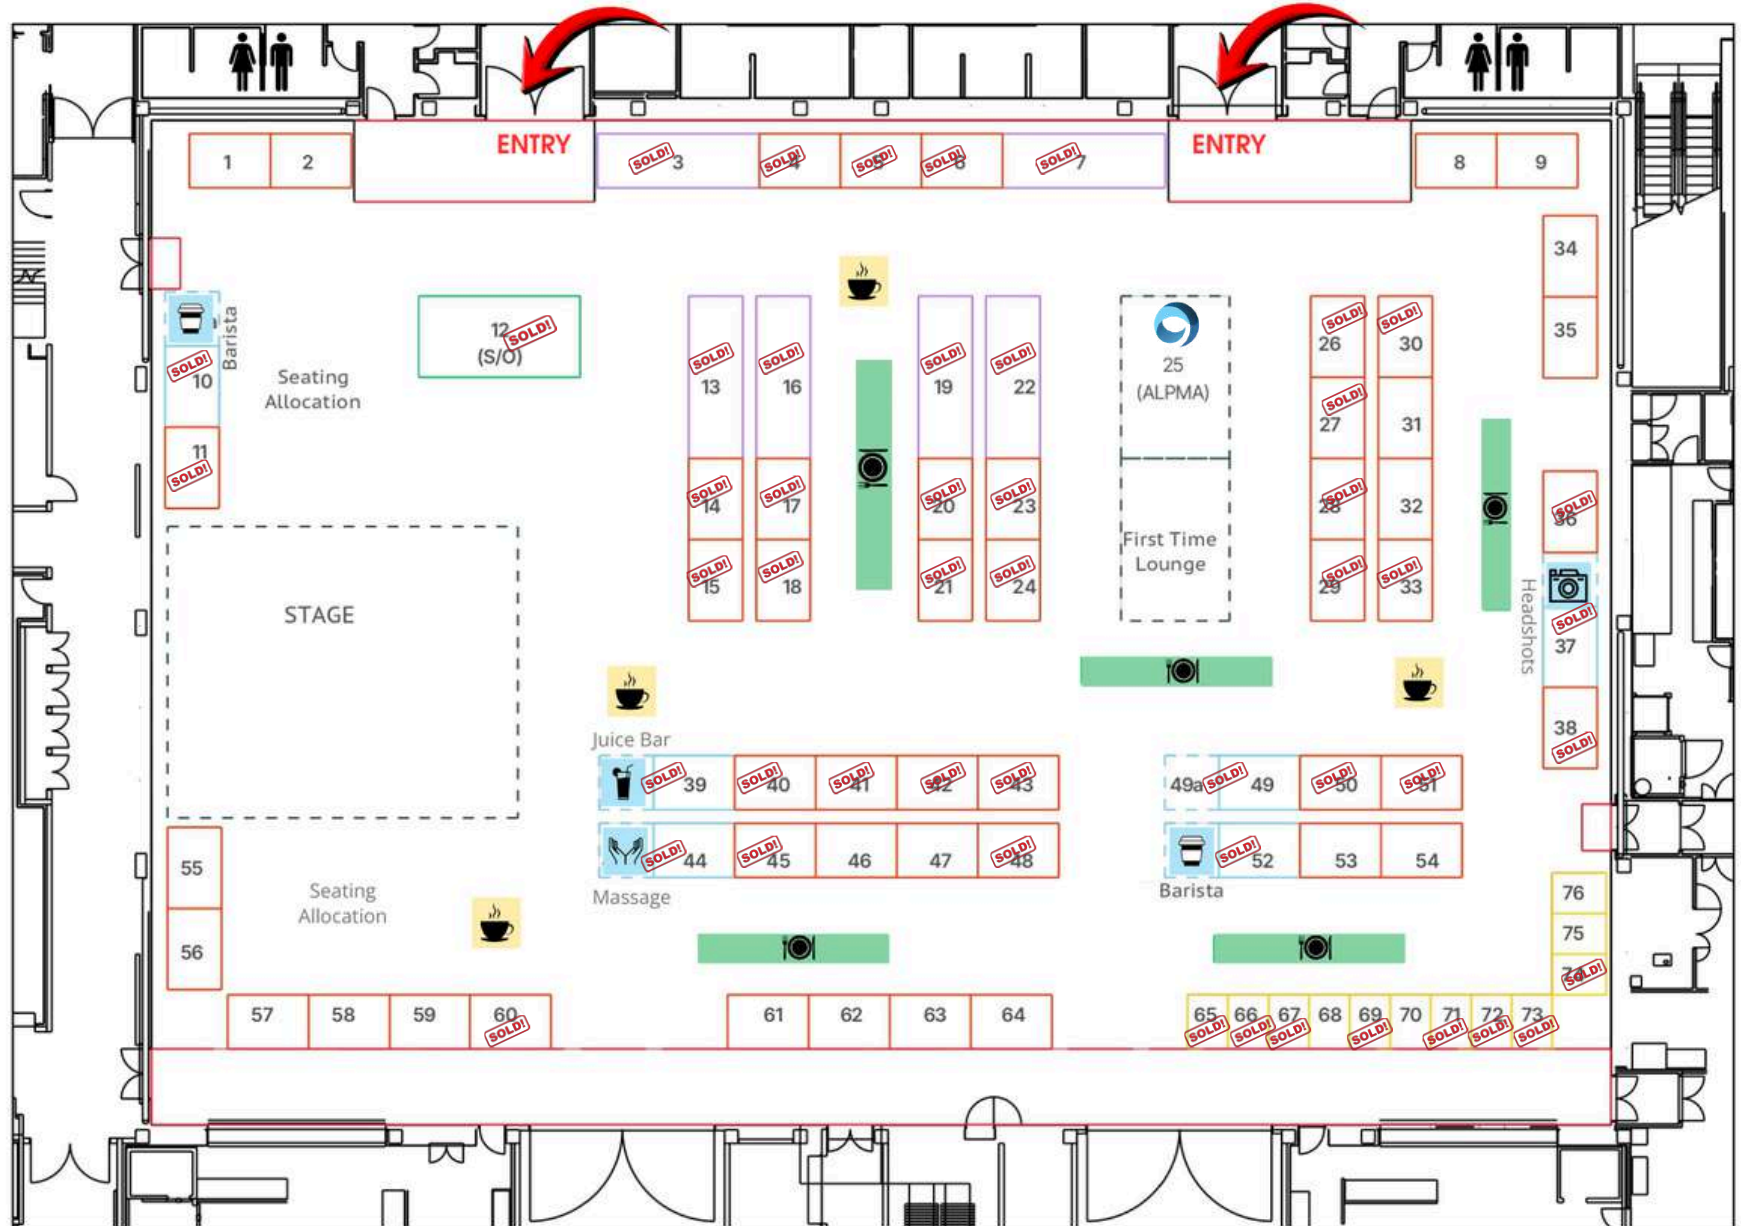 ENTRY
ENTRY
1
2
SOLD!
3
SOLD!
4
SOLD!
5
SOLD!
6
SOLD!
7
8
9
34
35
Barista
SOLD!
10
11
SOLD!
Seating
Allocation
12
SOLD!
(S/O)
SOLD!
13
SOLD!
16
SOLD!
19
SOLD!
22
25
(ALPMA)
SOLD!
26
SOLD!
30
SOLD!
27
31
SOLD!
14
SOLD!
17
SOLD!
20
SOLD!
23
SOLD!
28
32
SOLD!
15
SOLD!
18
SOLD!
21
SOLD!
24
First Time
Lounge
SOLD!
29
SOLD!
33
SOLD!
36
Headshots
SOLD!
37
38
SOLD!
STAGE
Juice Bar
SOLD!
39
SOLD!
40
SOLD!
41
SOLD!
42
SOLD!
43
49a
SOLD!
49
SOLD!
50
SOLD!
51
SOLD!
44
SOLD!
45
46
47
SOLD!
48
SOLD!
52
53
54
Massage
Barista
55
56
Seating
Allocation
76
75
74
SOLD!
57
58
59
60
SOLD!
61
62
63
64
65
SOLD!
66
SOLD!
67
SOLD!
68
69
SOLD!
70
71
SOLD!
72
SOLD!
73
SOLD!